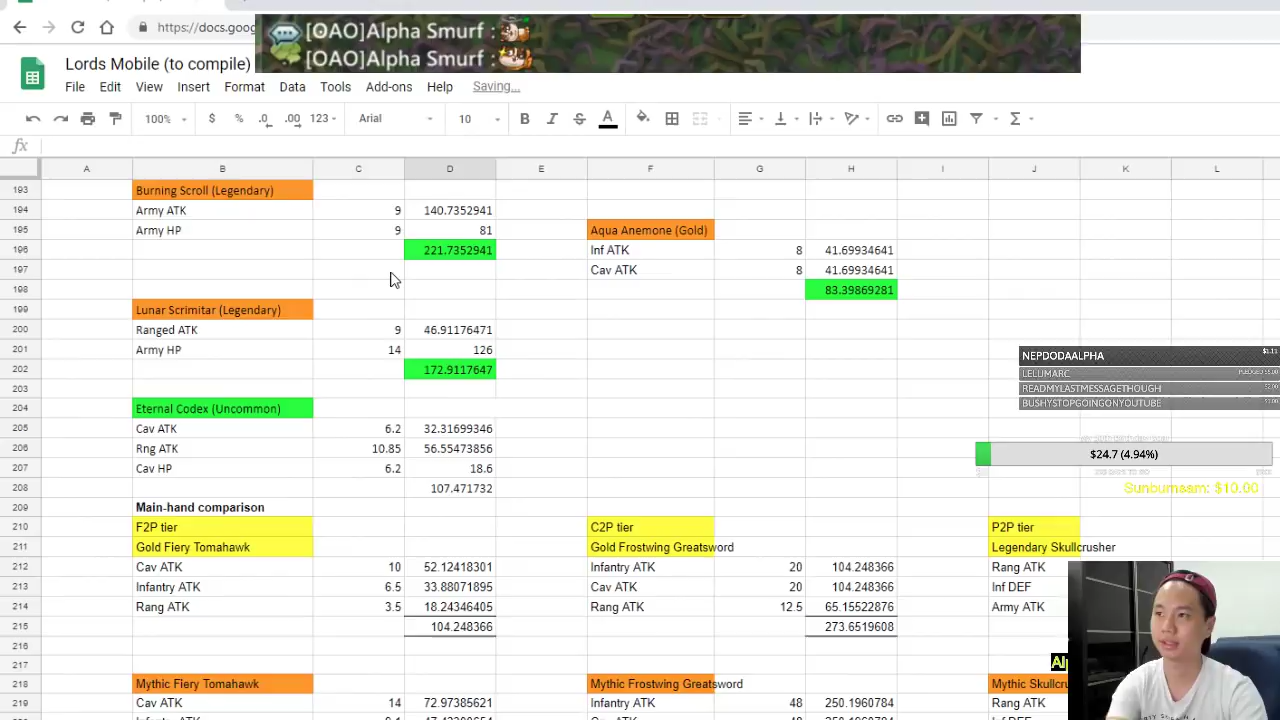 [OAO]Alpha Smurf :
[OAO]Alpha Smurf :
https://docs.goog
Lords Mobile (to compile)
File Edit View Insert Format Data Tools Add-ons Help Saving...
100% $ % .0 .00 123 Arial 10 B I S A
fx
A B C D E F G H I J K L
193 Burning Scroll (Legendary)
194 Army ATK 9 140.7352941
195 Army HP 9 81 Aqua Anemone (Gold)
196 221.7352941 Inf ATK 8 41.69934641
197 Cav ATK 8 41.69934641
198 83.39869281
199 Lunar Scrimitar (Legendary)
200 Ranged ATK 9 46.91176471
201 Army HP 14 126
202 172.9117647
203
204 Eternal Codex (Uncommon)
205 Cav ATK 6.2 32.31699346
206 Rng ATK 10.85 56.55473856
207 Cav HP 6.2 18.6
208 107.471732
209 Main-hand comparison
210 F2P tier C2P tier P2P tier
211 Gold Fiery Tomahawk Gold Frostwing Greatsword Legendary Skullcrusher
212 Cav ATK 10 52.12418301 Infantry ATK 20 104.248366 Rang ATK
213 Infantry ATK 6.5 33.88071895 Cav ATK 20 104.248366 Inf DEF
214 Rang ATK 3.5 18.24346405 Rang ATK 12.5 65.15522876 Army ATK
215 104.248366 273.6519608
216
217
218 Mythic Fiery Tomahawk Mythic Frostwing Greatsword Mythic Skullcru
219 Cav ATK 14 72.97385621 Infantry ATK 48 250.1960784 Rang ATK
NEPDODAALPHA $1.11
LELUMARC
READMYLASTMESSAGETHOUGH
BUSHYSTOPGOINGONYOUTUBE
$24.7 (4.94%)
Sunburnsam: $10.00
Al